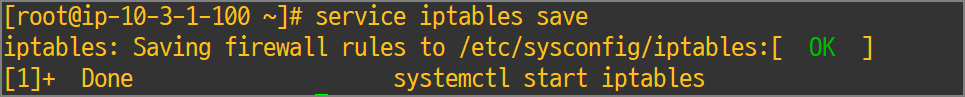 [root@ip-10-3-1-100 ~]# service iptables save
iptables: Saving firewall rules to /etc/sysconfig/iptables:[  OK  ]
[1]+  Done                    systemctl start iptables